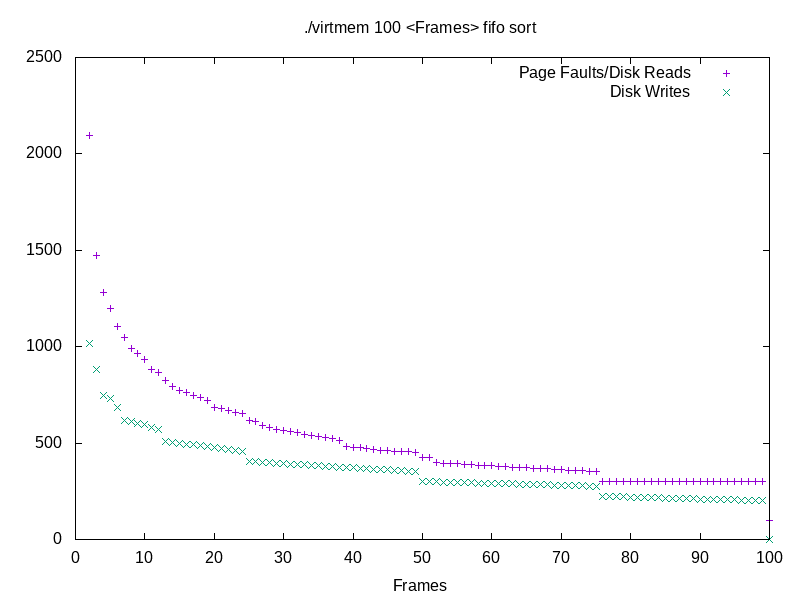 ./virtmem 100 <Frames> fifo sort
2500
2000
1500
1000
500
0
Page Faults/Disk Reads
Disk Writes
0 10 20 30 40 50 60 70 80 90 100
Frames